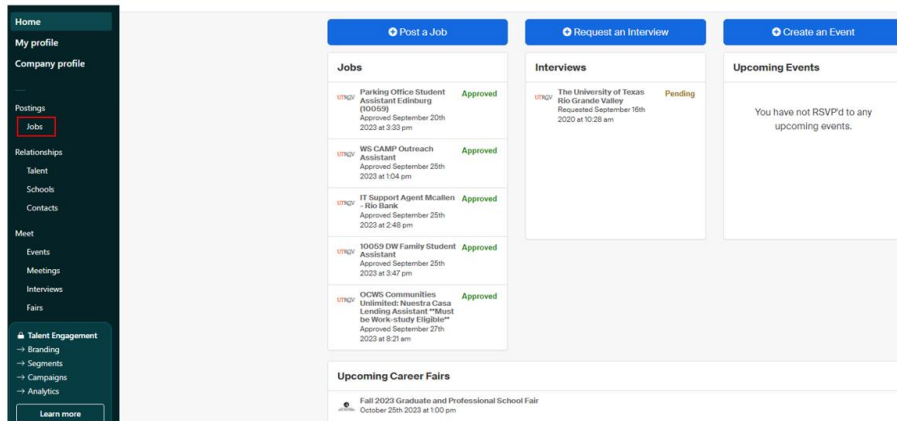 Home
My profile
Company profile
Postings
Jobs
Relationships
Talent
Schools
Contacts
Meet
Events
Meetings
Interviews
Fairs
Talent Engagement
→ Branding
→ Segments
→ Campaigns
→ Analytics
Learn more
Post a Job
Request an Interview
Create an Event
Jobs
UTRGV
Parking Office Student
Assistant Edinburg
(10059)
Approved
Approved September 20th
2023 at 3:33 pm
UTRGV
WS CAMP Outreach
Assistant
Approved
Approved September 25th
2023 at 1:04 pm
UTRGV
IT Support Agent Mcallen
- Rio Bank
Approved
Approved September 25th
2023 at 2:48 pm
UTRGV
10059 DW Family Student
Assistant
Approved
Approved September 25th
2023 at 3:47 pm
UTRGV
OCWS Communities
Unlimited: Nuestra Casa
Lending Assistant **Must
be Work-study Eligible**
Approved
Approved September 27th
2023 at 8:21 am
Interviews
UTRGV
The University of Texas
Rio Grande Valley
Pending
Requested September 16th
2020 at 10:28 am
Upcoming Events
You have not RSVP'd to any
upcoming events.
Upcoming Career Fairs
Fall 2023 Graduate and Professional School Fair
October 25th 2023 at 1:00 pm